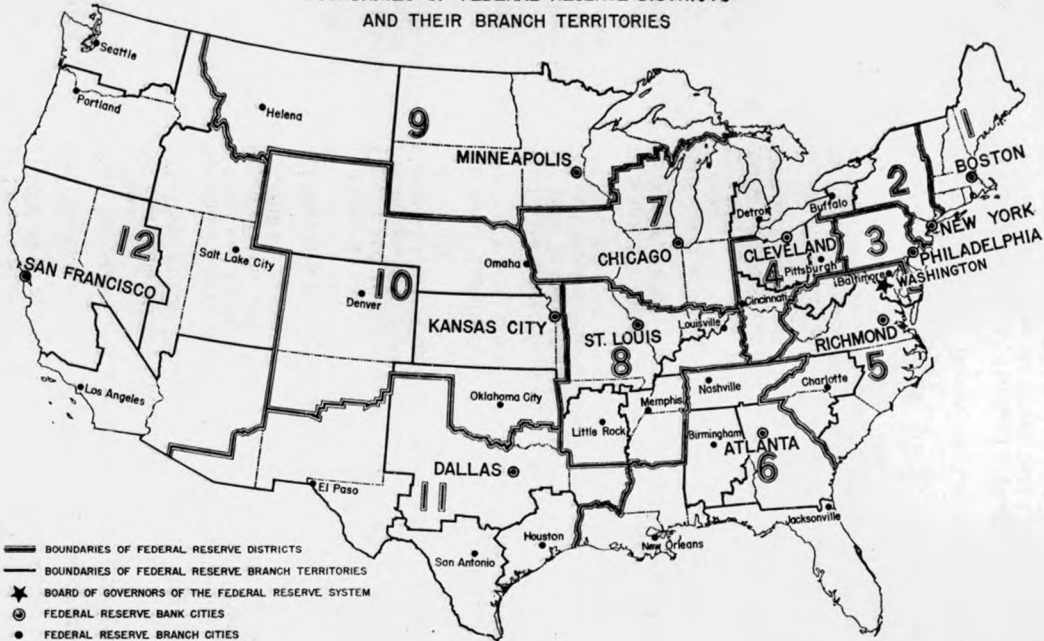 AND THEIR BRANCH TERRITORIES
Seattle
Portland
Helena
9
MINNEAPOLIS
1
BOSTON
2
Buffalo
NEW YORK
7
Detroit
CLEVELAND
3
PHILADELPHIA
12
Salt Lake City
SAN FRANCISCO
10
Denver
Omaha
CHICAGO
4
Pittsburgh
Baltimore
WASHINGTON
Cincinnati
KANSAS CITY
ST. LOUIS
8
Louisville
RICHMOND
5
Los Angeles
Oklahoma City
Memphis
Nashville
Charlotte
Little Rock
Birmingham
ATLANTA
6
DALLAS
11
El Paso
Houston
San Antonio
New Orleans
Jacksonville
BOUNDARIES OF FEDERAL RESERVE DISTRICTS
BOUNDARIES OF FEDERAL RESERVE BRANCH TERRITORIES
BOARD OF GOVERNORS OF THE FEDERAL RESERVE SYSTEM
FEDERAL RESERVE BANK CITIES
FEDERAL RESERVE BRANCH CITIES